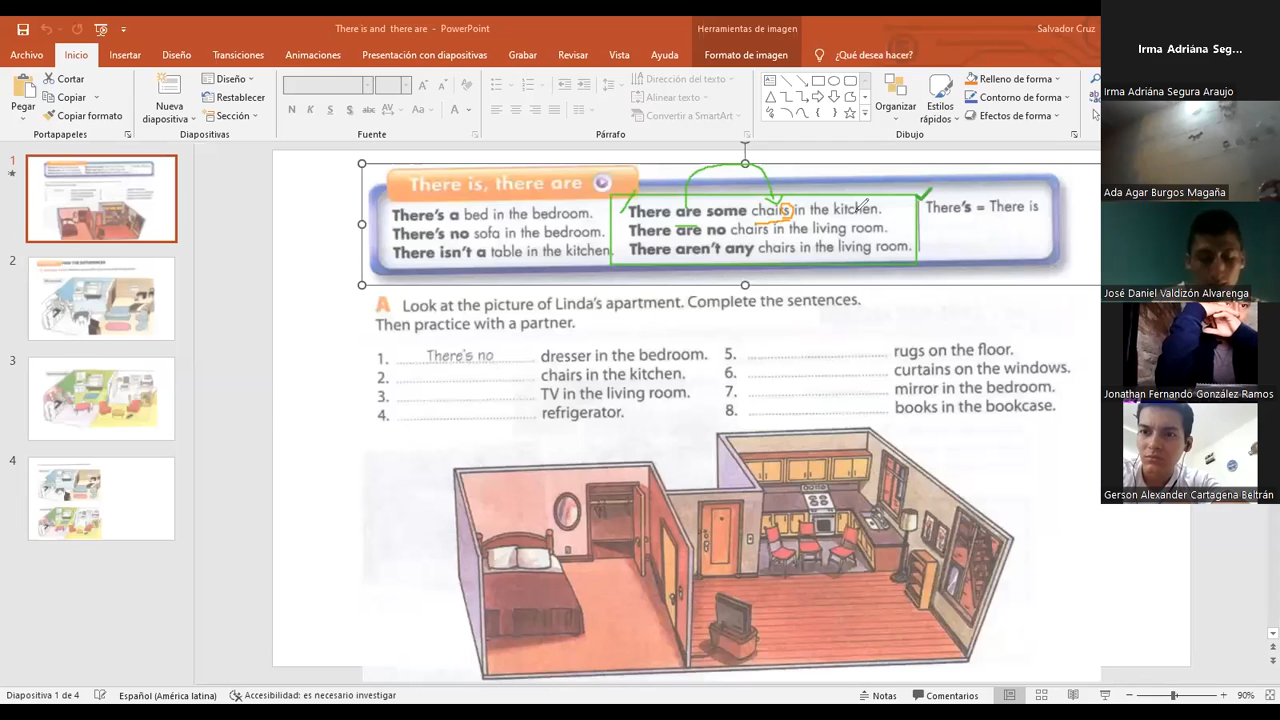 There is and there are - PowerPoint
Herramientas de imagen
Salvador Cruz
Archivo Inicio Insertar Diseño Transiciones Animaciones Presentación con diapositivas Grabar Revisar Vista Ayuda Formato de imagen ¿Qué desea hacer?
Pegar
Cortar
Copiar
Copiar formato
Portapapeles
Nueva diapositiva
Diseño
Restablecer
Sección
Diapositivas
N K S S abc AV Aa A
Fuente
Dirección del texto
Alinear texto
Convertir a SmartArt
Párrafo
Organizar
Estilos rápidos
Relleno de forma
Contorno de forma
Efectos de forma
Dibujo
1
2
3
4
There is, there are
There's a bed in the bedroom.
There's no sofa in the bedroom.
There isn't a table in the kitchen.
There are some chairs in the kitchen.
There are no chairs in the living room.
There aren't any chairs in the living room.
There's = There is
A Look at the picture of Linda's apartment. Complete the sentences.
Then practice with a partner.
1. There's no dresser in the bedroom.
2. chairs in the kitchen.
3. TV in the living room.
4. refrigerator.
5. rugs on the floor.
6. curtains on the windows.
7. mirror in the bedroom.
8. books in the bookcase.
Irma Adriána Seg...
Irma Adriána Segura Araujo
Ada Agar Burgos Magaña
José Daniel Valdizón Alvarenga
Jonathan Fernando González Ramos
Gerson Alexander Cartagena Beltrán
Diapositiva 1 de 4 Español (América latina) Accesibilidad: es necesario investigar Notas Comentarios 90%